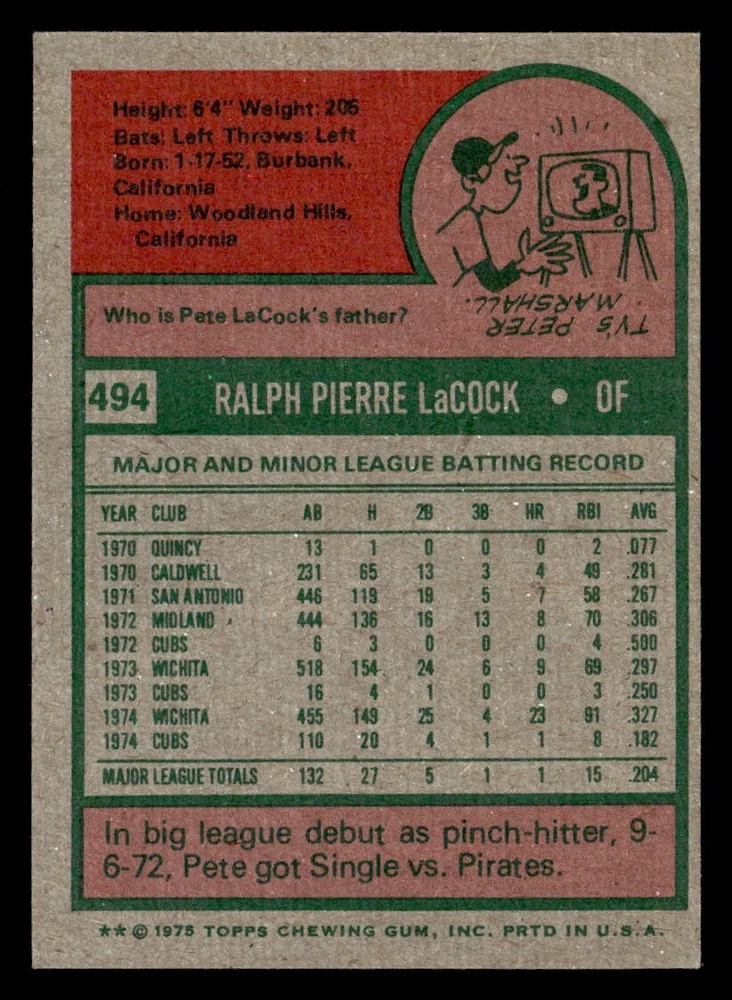 Height: 6'4" Weight: 205
Bats: Left Throws: Left
Born: 1-17-52, Burbank,
California
Home: Woodland Hills,
California
Who is Pete LaCock's father?
TV'S PETER
MARSHALL.
494 RALPH PIERRE LaCOCK • OF
MAJOR AND MINOR LEAGUE BATTING RECORD
YEAR CLUB AB H 2B 3B HR RBI AVG
1970 QUINCY 13 1 0 0 0 2 .077
1970 CALDWELL 231 65 13 3 4 49 .281
1971 SAN ANTONIO 446 119 19 5 7 58 .267
1972 MIDLAND 444 136 16 13 8 70 .306
1972 CUBS 6 3 0 0 0 4 .500
1973 WICHITA 518 154 24 6 9 69 .297
1973 CUBS 16 4 1 0 0 3 .250
1974 WICHITA 455 149 25 4 23 91 .327
1974 CUBS 110 20 4 1 1 8 .182
MAJOR LEAGUE TOTALS 132 27 5 1 1 15 .204
In big league debut as pinch-hitter, 9-
6-72, Pete got Single vs. Pirates.
** © 1975 TOPPS CHEWING GUM, INC. PRTD IN U.S.A.